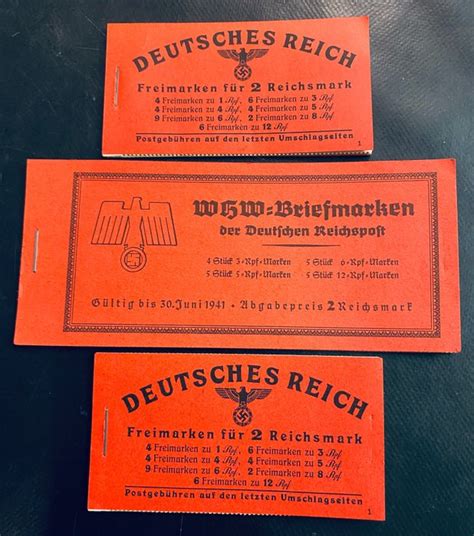 DEUTSCHES REICH
Freimarken für 2 Reichsmark
4 Freimarken zu 1 Rpf, 6 Freimarken zu 3 Rpf
4 Freimarken zu 4 Rpf, 4 Freimarken zu 5 Rpf
9 Freimarken zu 6 Rpf, 2 Freimarken zu 8 Rpf
6 Freimarken zu 12 Rpf
Postgebühren auf den letzten Umschlagseiten
1
WHW-Briefmarken
der Deutschen Reichspost
4 Stück 3-Rpf-Marken 5 Stück 6-Rpf-Marken
5 Stück 5-Rpf-Marken 5 Stück 12-Rpf-Marken
Gültig bis 30. Juni 1941 • Abgabepreis 2 Reichsmark
DEUTSCHES REICH
Freimarken für 2 Reichsmark
4 Freimarken zu 1 Rpf, 6 Freimarken zu 3 Rpf
4 Freimarken zu 4 Rpf, 4 Freimarken zu 5 Rpf
9 Freimarken zu 6 Rpf, 2 Freimarken zu 8 Rpf
6 Freimarken zu 12 Rpf
Postgebühren auf den letzten Umschlagseiten
1